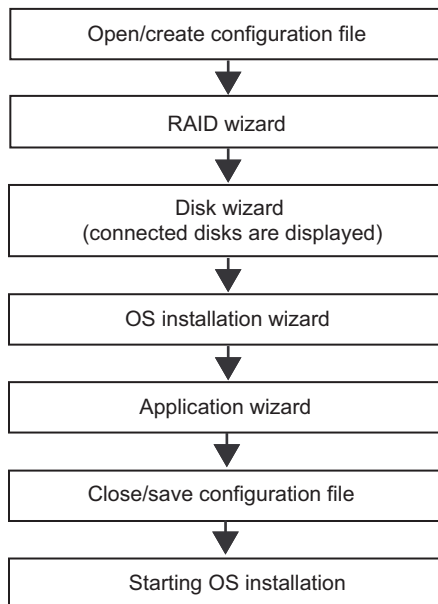 Open/create configuration file
RAID wizard
Disk wizard
(connected disks are displayed)
OS installation wizard
Application wizard
Close/save configuration file
Starting OS installation